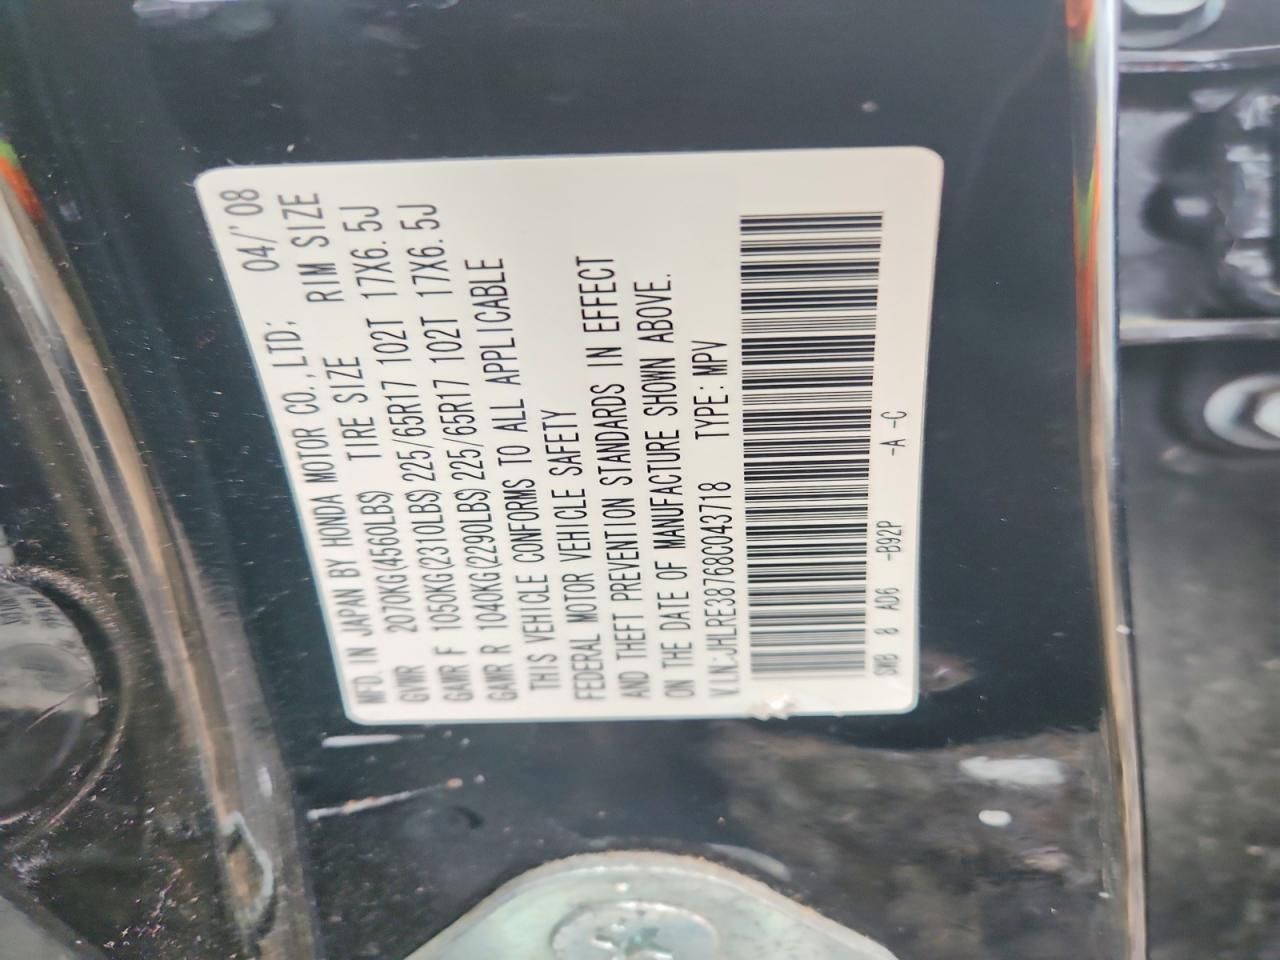 MFD. IN JAPAN BY HONDA MOTOR CO., LTD; 04/'08
GVWR 2070KG(4560LBS) TIRE SIZE RIM SIZE
GAWR F 1050KG(2310LBS) 225/65R17 102T 17X6.5J
GAWR R 1040KG(2290LBS) 225/65R17 102T 17X6.5J
THIS VEHICLE CONFORMS TO ALL APPLICABLE
FEDERAL MOTOR VEHICLE SAFETY
AND THEFT PREVENTION STANDARDS IN EFFECT
ON THE DATE OF MANUFACTURE SHOWN ABOVE.
V.I.N.:JHLRE38768C043718 TYPE: MPV
SWB 8 AD6 -B92P -A -C